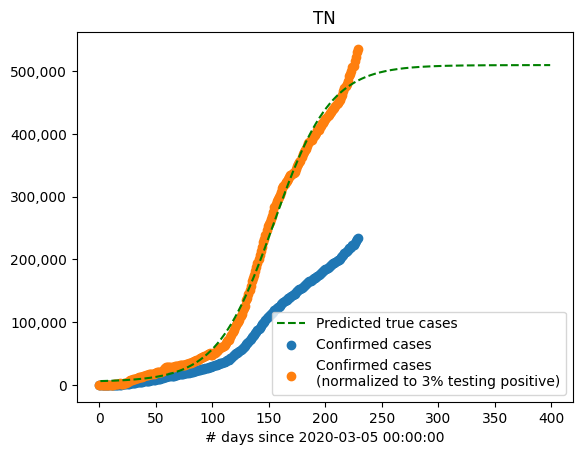 TN
500,000
400,000
300,000
200,000
100,000
0
Predicted true cases
Confirmed cases
Confirmed cases
(normalized to 3% testing positive)
0 50 100 150 200 250 300 350 400
# days since 2020-03-05 00:00:00